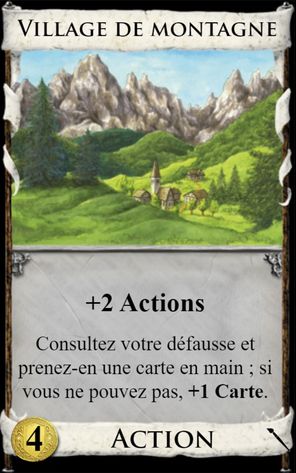 VILLAGE DE MONTAGNE
+2 Actions
Consultez votre défausse et
prenez-en une carte en main ; si
vous ne pouvez pas, +1 Carte.
4
ACTION